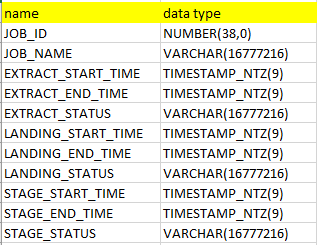 name data type
JOB_ID NUMBER(38,0)
JOB_NAME VARCHAR(16777216)
EXTRACT_START_TIME TIMESTAMP_NTZ(9)
EXTRACT_END_TIME TIMESTAMP_NTZ(9)
EXTRACT_STATUS VARCHAR(16777216)
LANDING_START_TIME TIMESTAMP_NTZ(9)
LANDING_END_TIME TIMESTAMP_NTZ(9)
LANDING_STATUS VARCHAR(16777216)
STAGE_START_TIME TIMESTAMP_NTZ(9)
STAGE_END_TIME TIMESTAMP_NTZ(9)
STAGE_STATUS VARCHAR(16777216)